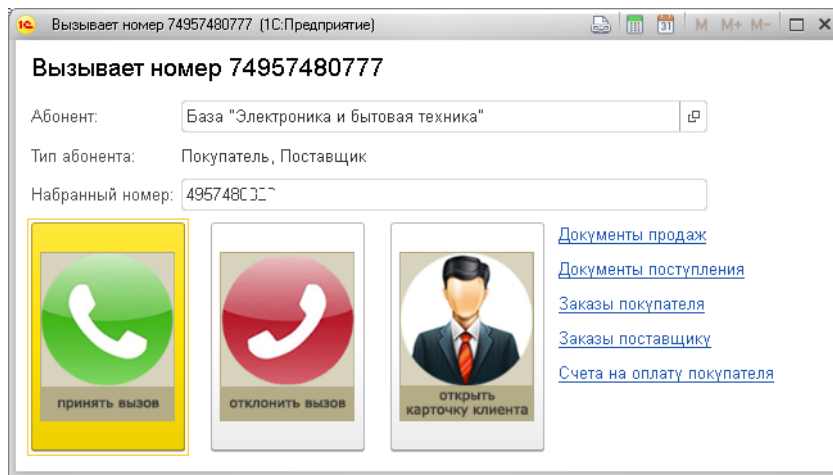 1С Вызывает номер 74957480777 (1С:Предприятие) 31 M M+ M-
Вызывает номер 74957480777
Абонент: База "Электроника и бытовая техника"
Тип абонента: Покупатель, Поставщик
Набранный номер:
принять вызов
отклонить вызов
открыть
карточку клиента
Документы продаж
Документы поступления
Заказы покупателя
Заказы поставщику
Счета на оплату покупателя